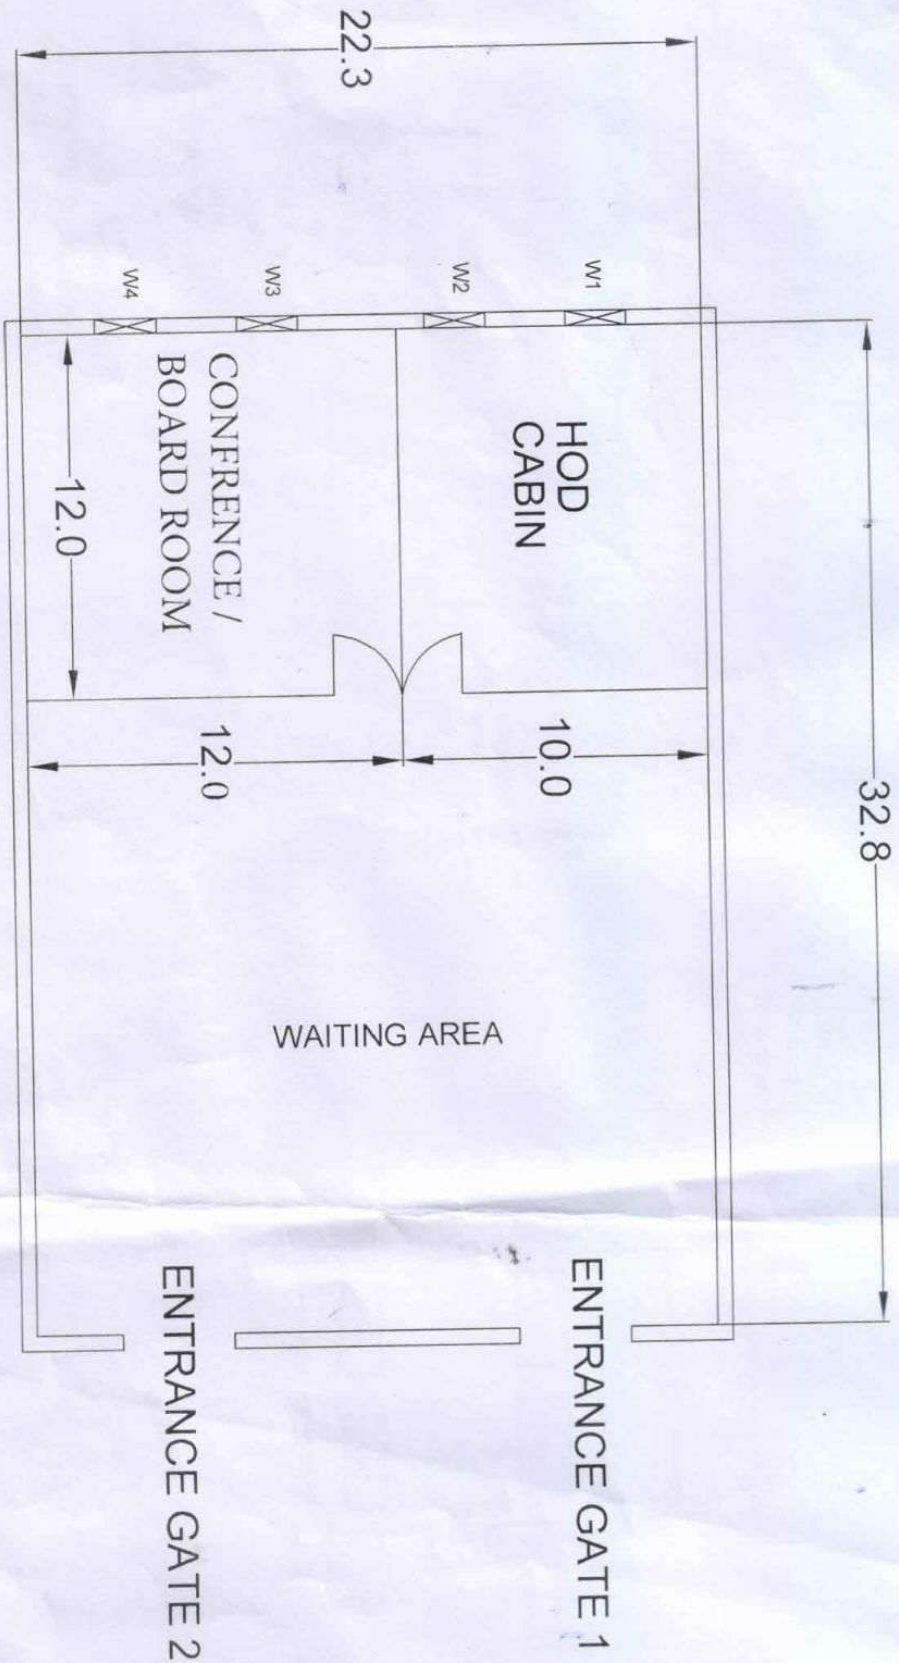 22.3
32.8
W1
W2
W3
W4
HOD
CABIN
CONFRENCE /
BOARD ROOM
12.0
10.0
12.0
WAITING AREA
ENTRANCE GATE 1
ENTRANCE GATE 2